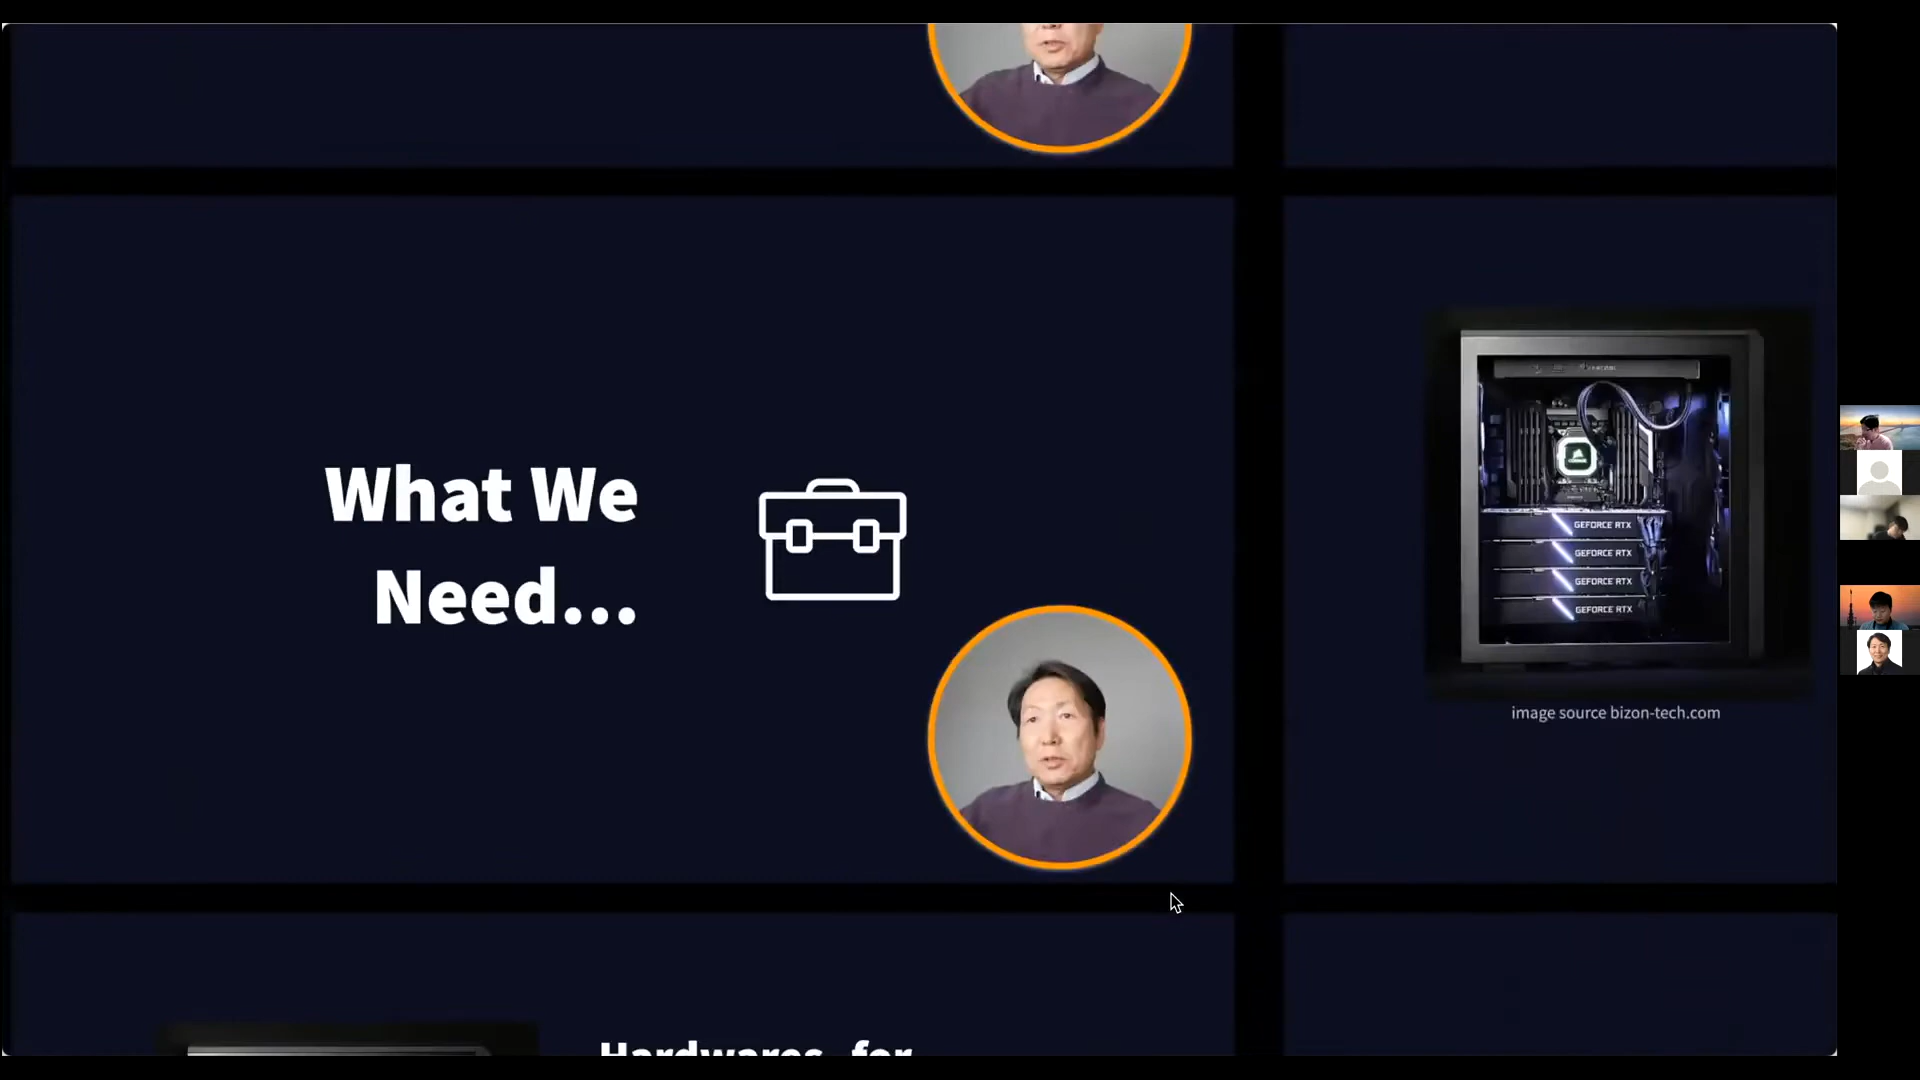 What We
Need...
GEFORCE RTX
GEFORCE RTX
GEFORCE RTX
GEFORCE RTX
image source bizon-tech.com
Hardwares for